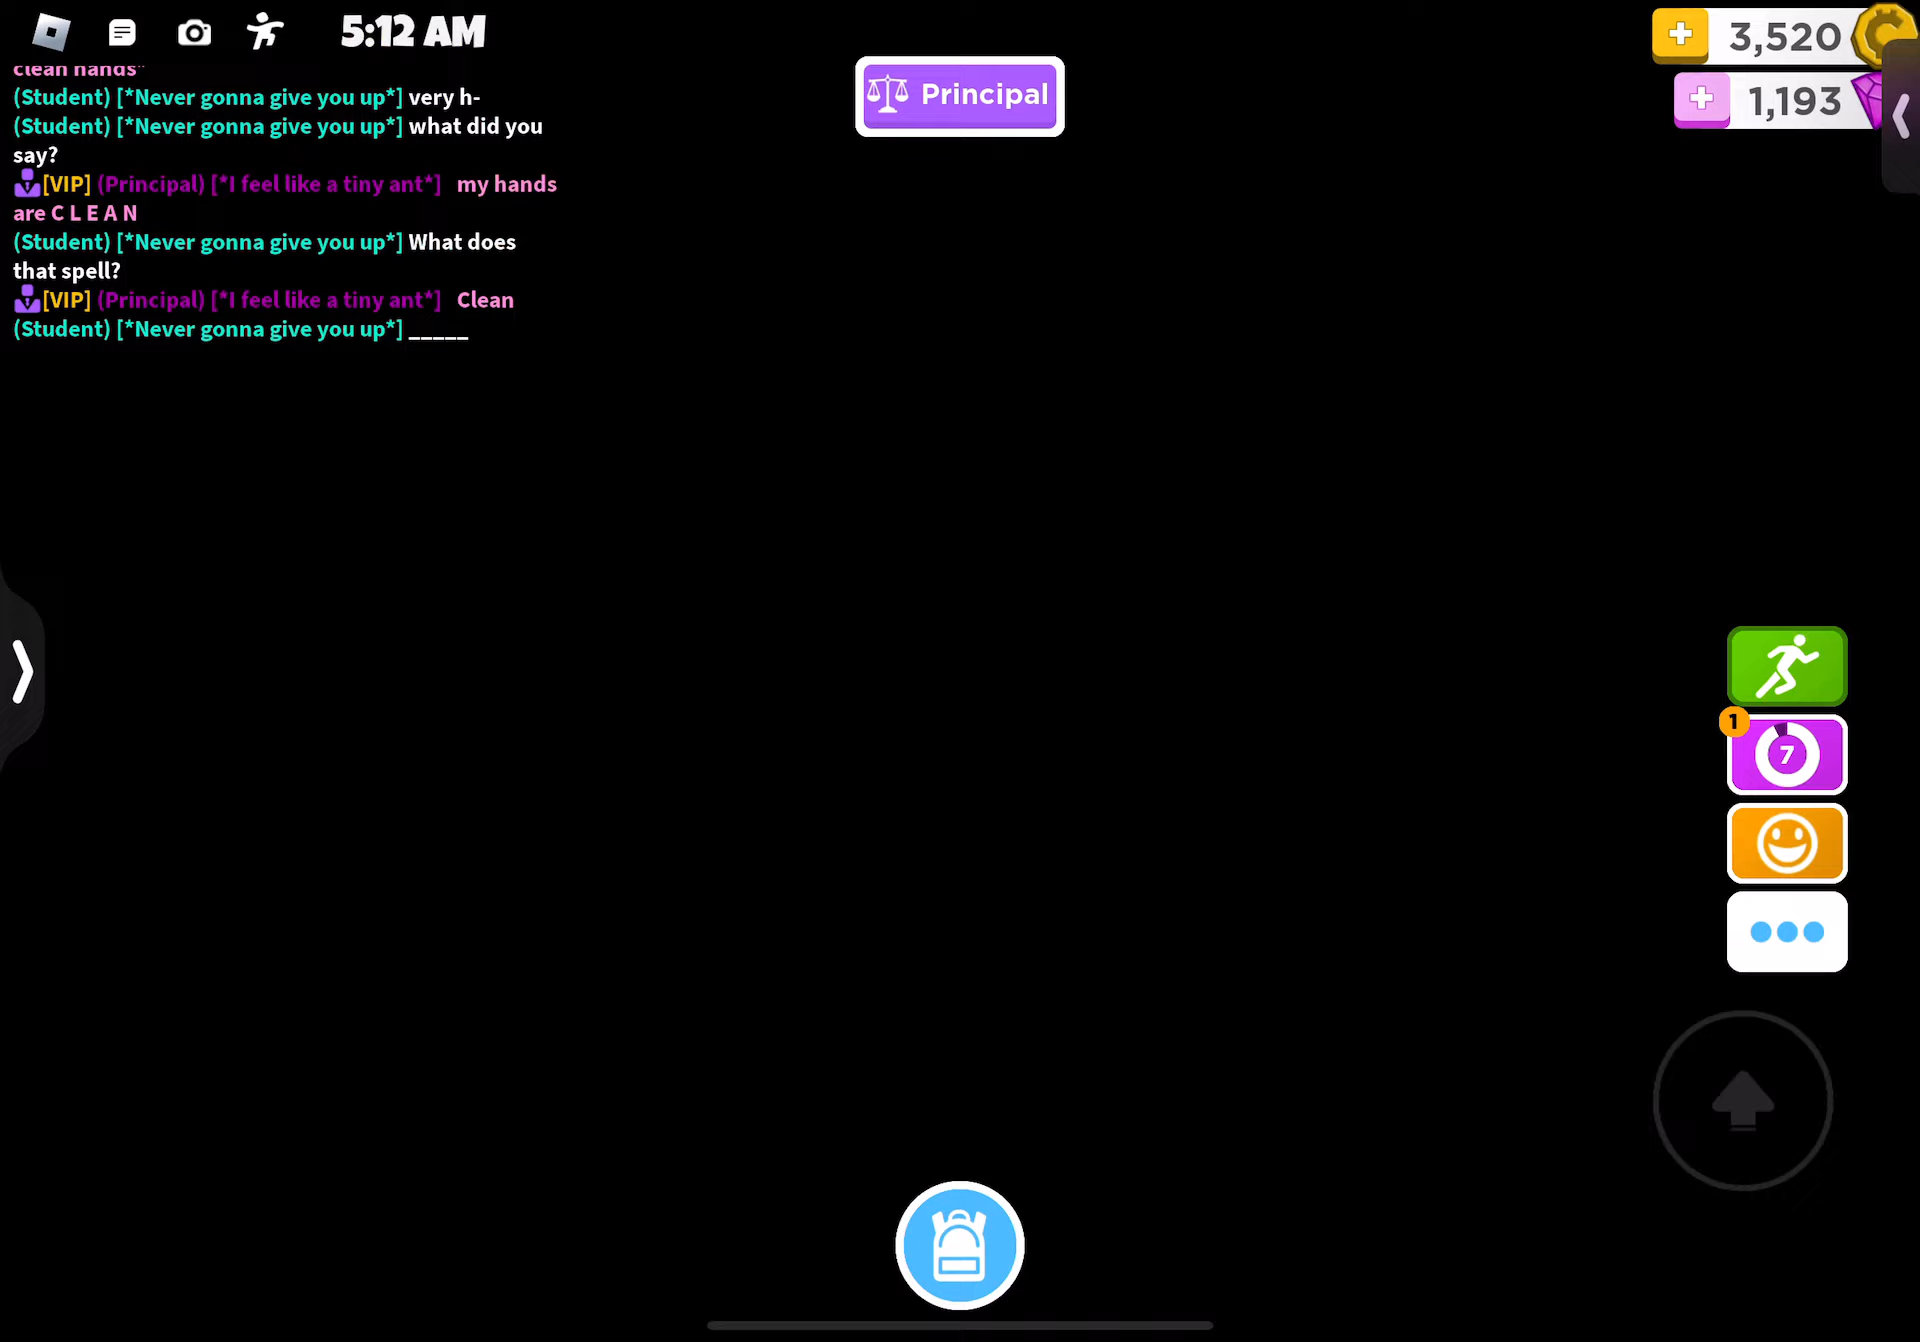 5:12 AM
3,520
1,193
Principal
clean hands"
(Student) [*Never gonna give you up*] very h-
(Student) [*Never gonna give you up*] what did you
say?
[VIP] (Principal) [*I feel like a tiny ant*] my hands
are C L E A N
(Student) [*Never gonna give you up*] What does
that spell?
[VIP] (Principal) [*I feel like a tiny ant*] Clean
(Student) [*Never gonna give you up*] _____
1
7